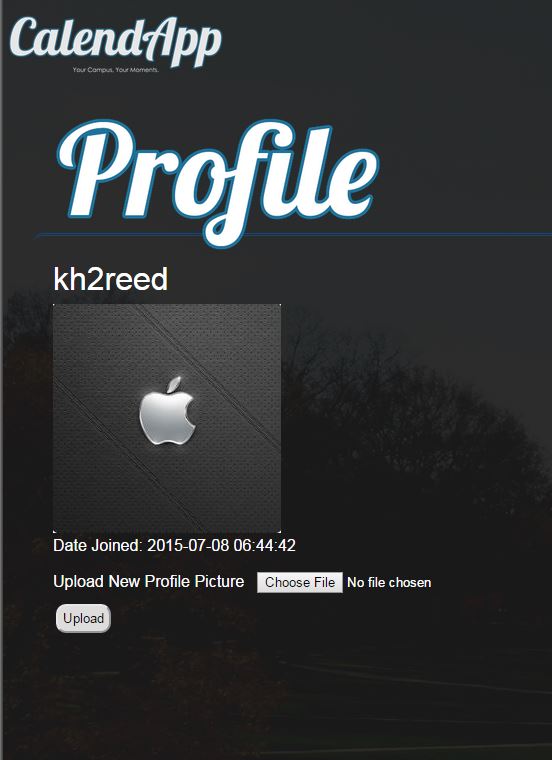 CalendApp
Your Campus, Your Moments.
Profile
kh2reed
Date Joined: 2015-07-08 06:44:42
Upload New Profile Picture Choose File No file chosen
Upload